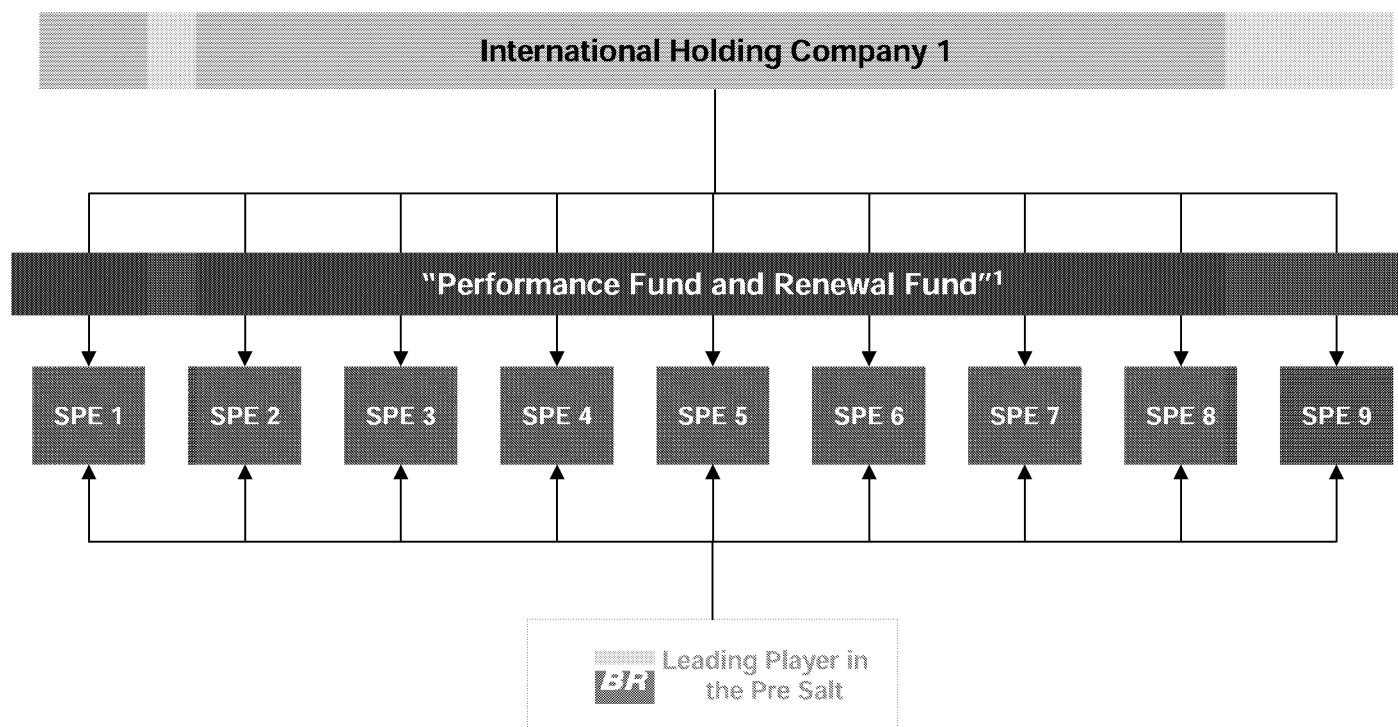 International Holding Company 1
“Performance Fund and Renewal Fund”1
SPE 1
SPE 2
SPE 3
SPE 4
SPE 5
SPE 6
SPE 7
SPE 8
SPE 9
BR
Leading Player in
the Pre Salt